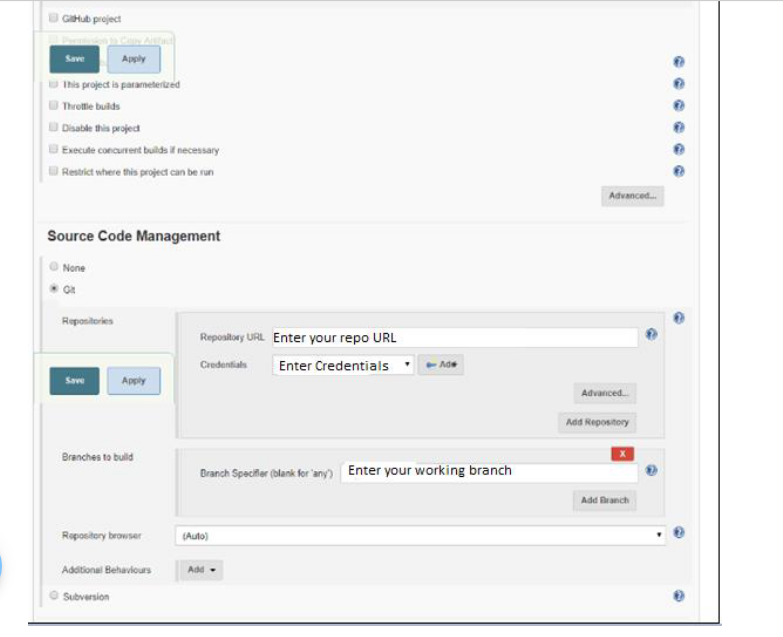 GitHub project
Permission to Copy Artifact
Save Apply
This project is parameterized
Throttle builds
Disable this project
Execute concurrent builds if necessary
Restrict where this project can be run
Advanced...
Source Code Management
None
Git
Repositories
Repository URL Enter your repo URL
Credentials Enter Credentials Add
Save Apply
Advanced...
Add Repository
Branches to build
X
Branch Specifier (blank for 'any') Enter your working branch
Add Branch
Repository browser (Auto)
Additional Behaviours Add
Subversion